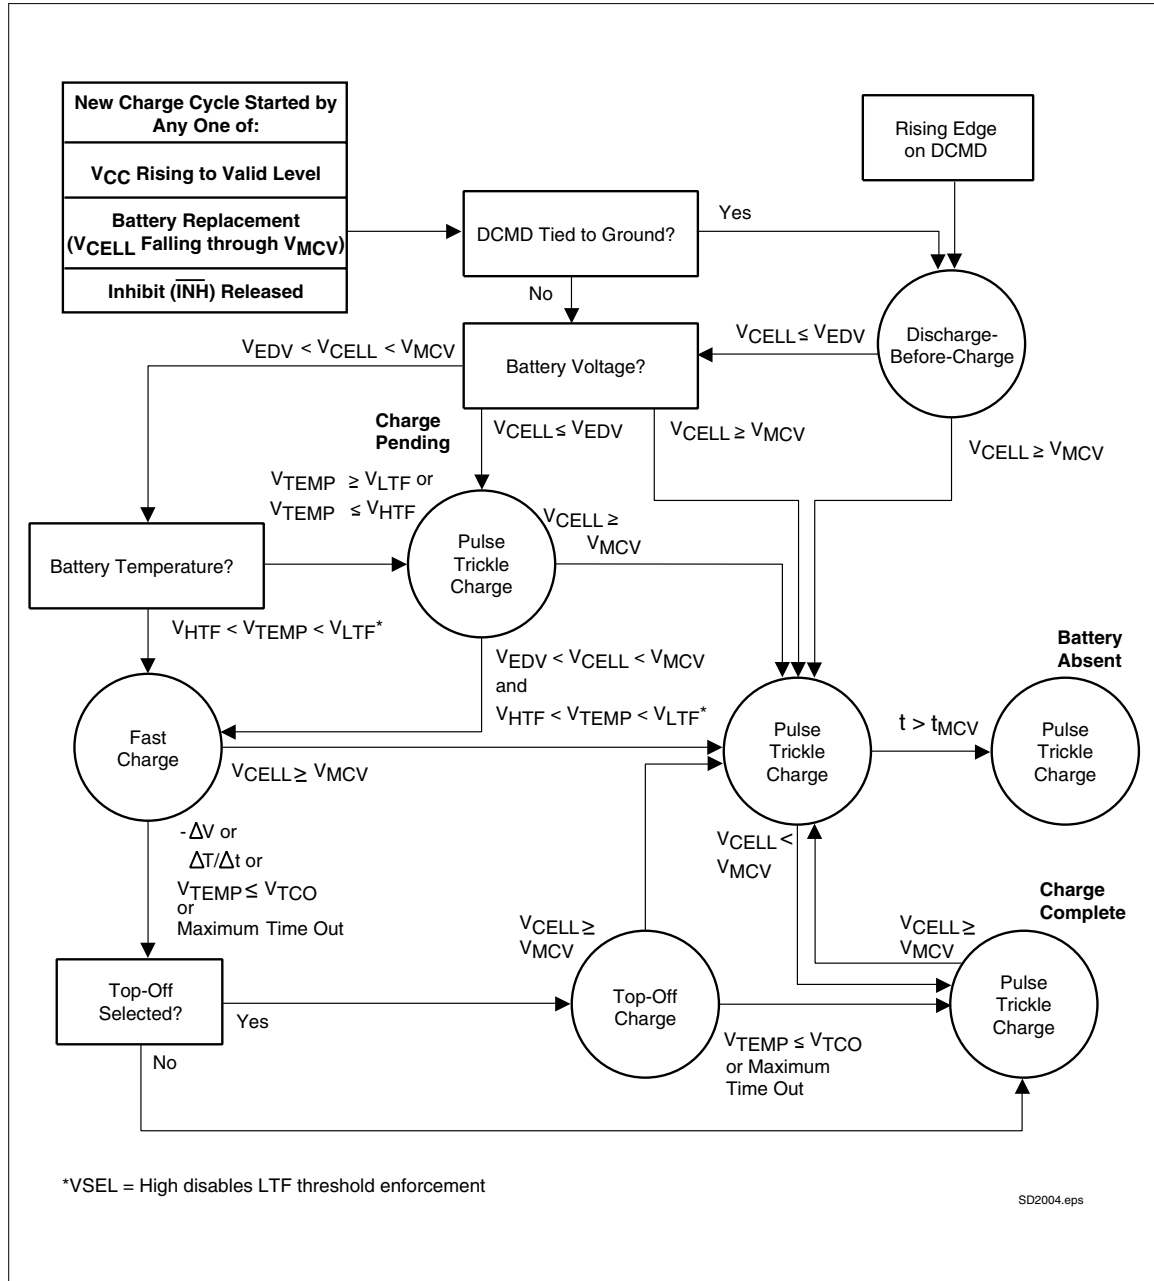 New Charge Cycle Started by
Any One of:
VCC Rising to Valid Level
Battery Replacement
(VCELL Falling through VMCV)
Inhibit (INH) Released
Rising Edge
on DCMD
DCMD Tied to Ground?
Yes
No
Discharge-
Before-Charge
VCELL ≤ VEDV
Battery Voltage?
VEDV < VCELL < VMCV
Charge
Pending
VCELL ≤ VEDV
VCELL ≥ VMCV
VCELL ≥ VMCV
VTEMP ≥ VLTF or
VTEMP ≤ VHTF
Battery Temperature?
Pulse
Trickle
Charge
VCELL ≥
VMCV
VHTF < VTEMP < VLTF*
VEDV < VCELL < VMCV
and
VHTF < VTEMP < VLTF*
Battery
Absent
Fast
Charge
VCELL ≥ VMCV
Pulse
Trickle
Charge
t > tMCV
Pulse
Trickle
Charge
-ΔV or
ΔT/Δt or
VTEMP ≤ VTCO
or
Maximum Time Out
VCELL <
VMCV
Charge
Complete
VCELL ≥
VMCV
VCELL ≥
VMCV
Top-Off
Selected?
Yes
No
Top-Off
Charge
VTEMP ≤ VTCO
or Maximum
Time Out
Pulse
Trickle
Charge
*VSEL = High disables LTF threshold enforcement
SD2004.eps